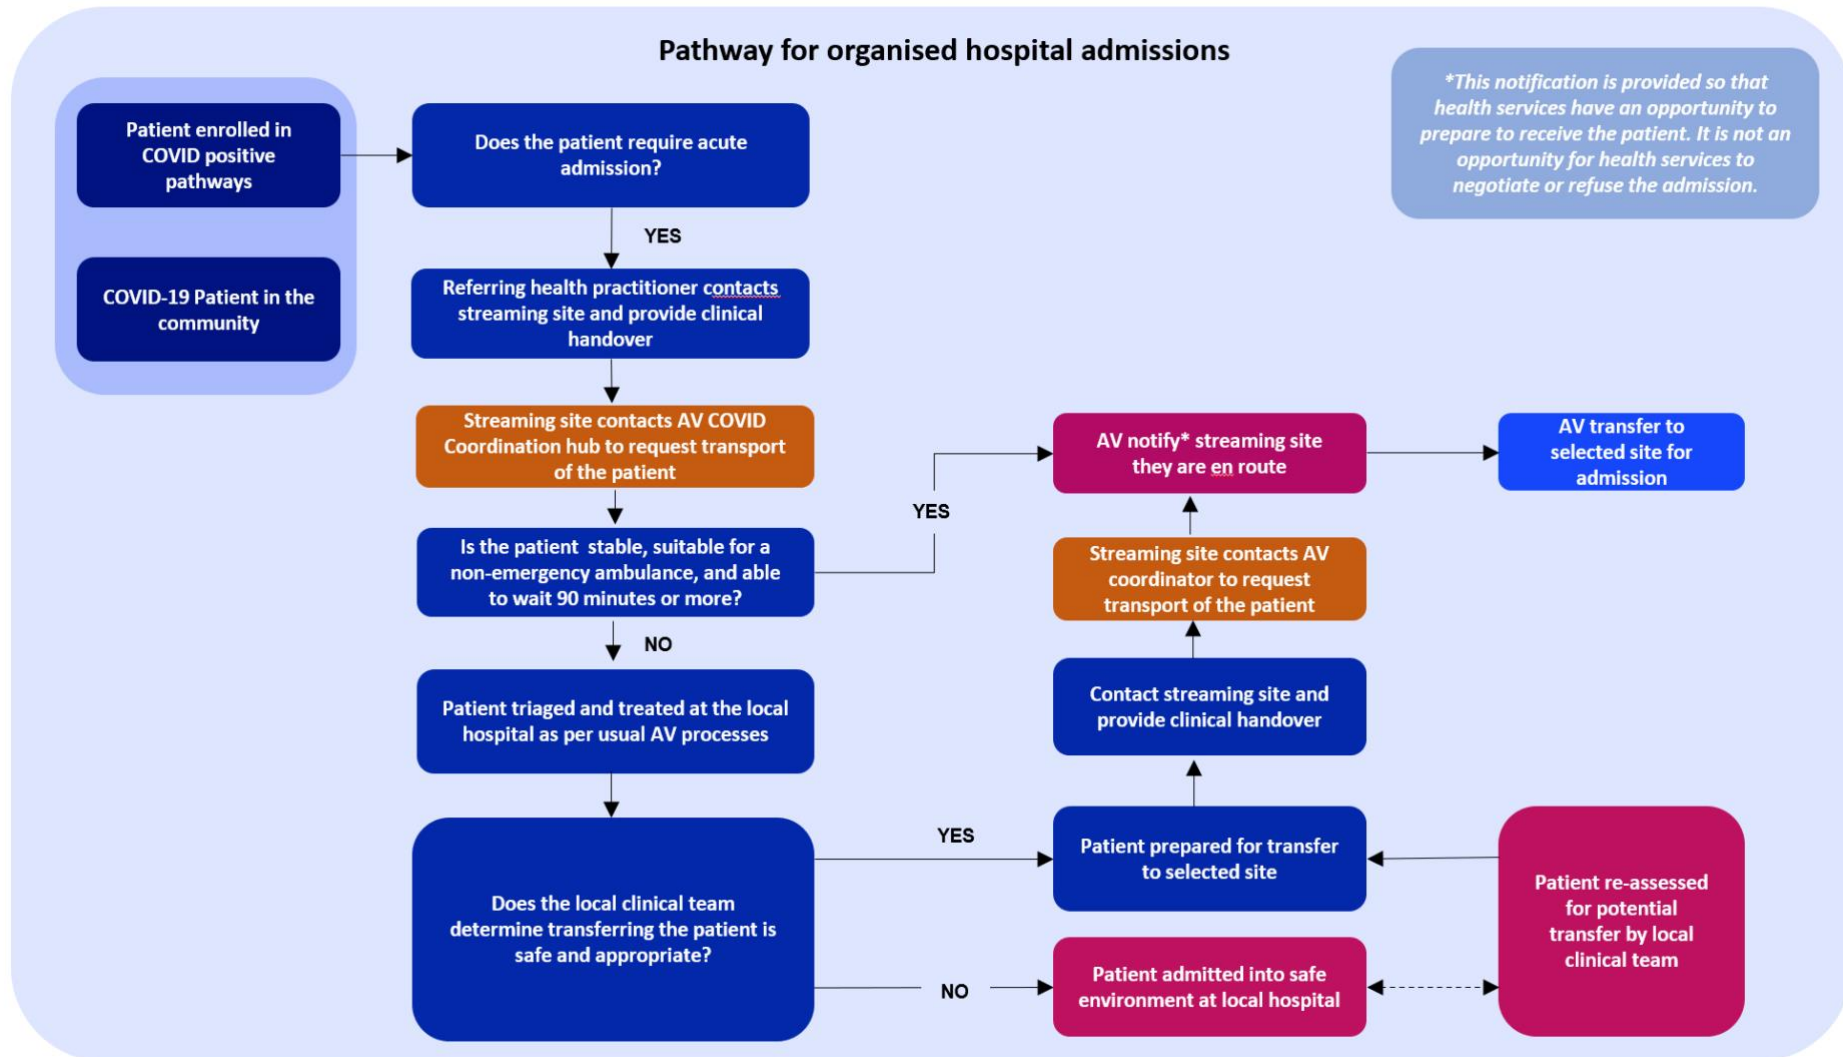 Pathway for organised hospital admissions
*This notification is provided so that
health services have an opportunity to
prepare to receive the patient. It is not an
opportunity for health services to
negotiate or refuse the admission.
Patient enrolled in
COVID positive
pathways
COVID-19 Patient in the
community
Does the patient require acute
admission?
YES
Referring health practitioner contacts
streaming site and provide clinical
handover
Streaming site contacts AV COVID
Coordination hub to request transport
of the patient
Is the patient stable, suitable for a
non-emergency ambulance, and able
to wait 90 minutes or more?
YES
NO
Patient triaged and treated at the local
hospital as per usual AV processes
Does the local clinical team
determine transferring the patient is
safe and appropriate?
YES
NO
AV notify* streaming site
they are en route
AV transfer to
selected site for
admission
Streaming site contacts AV
coordinator to request
transport of the patient
Contact streaming site and
provide clinical handover
Patient prepared for transfer
to selected site
Patient admitted into safe
environment at local hospital
Patient re-assessed
for potential
transfer by local
clinical team